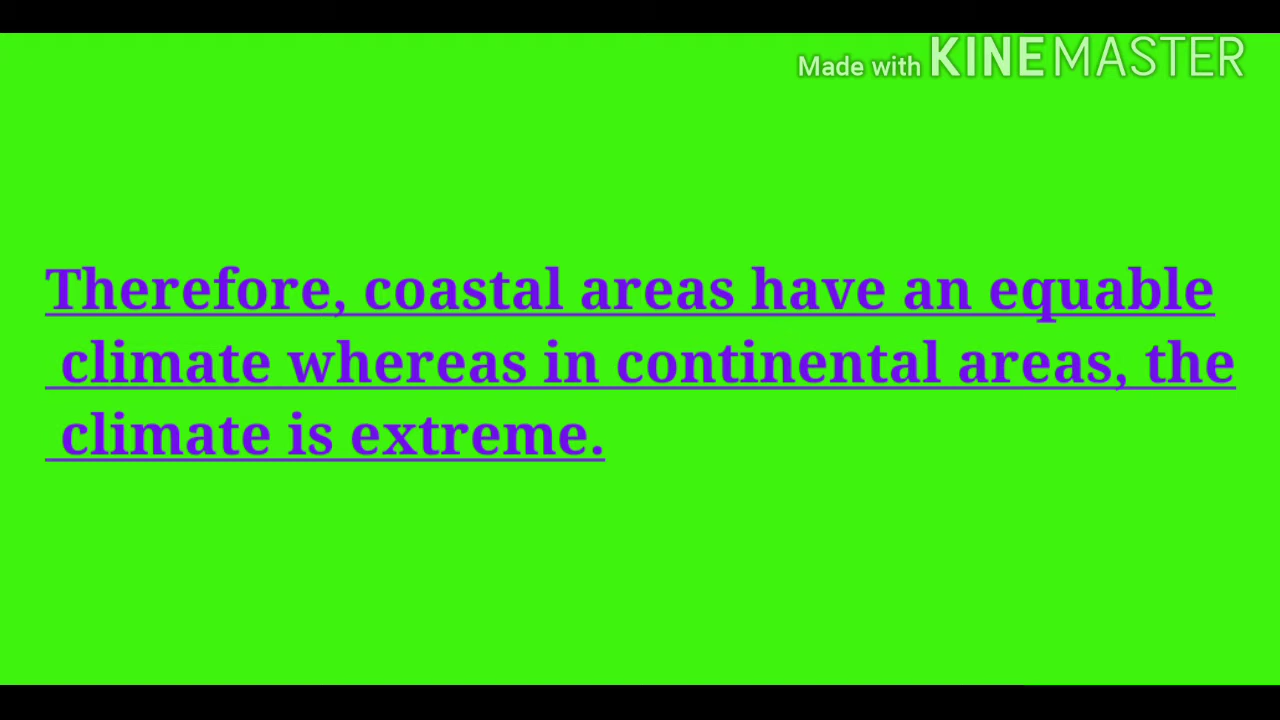 Made with KINEMASTER
Therefore, coastal areas have an equable
climate whereas in continental areas, the
climate is extreme.